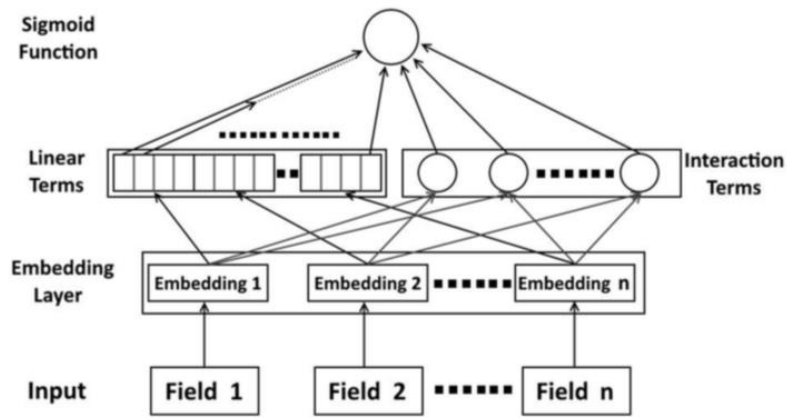 Sigmoid
Function
Linear
Terms
Interaction
Terms
Embedding
Layer
Embedding 1
Embedding 2
Embedding n
Input
Field 1
Field 2
Field n